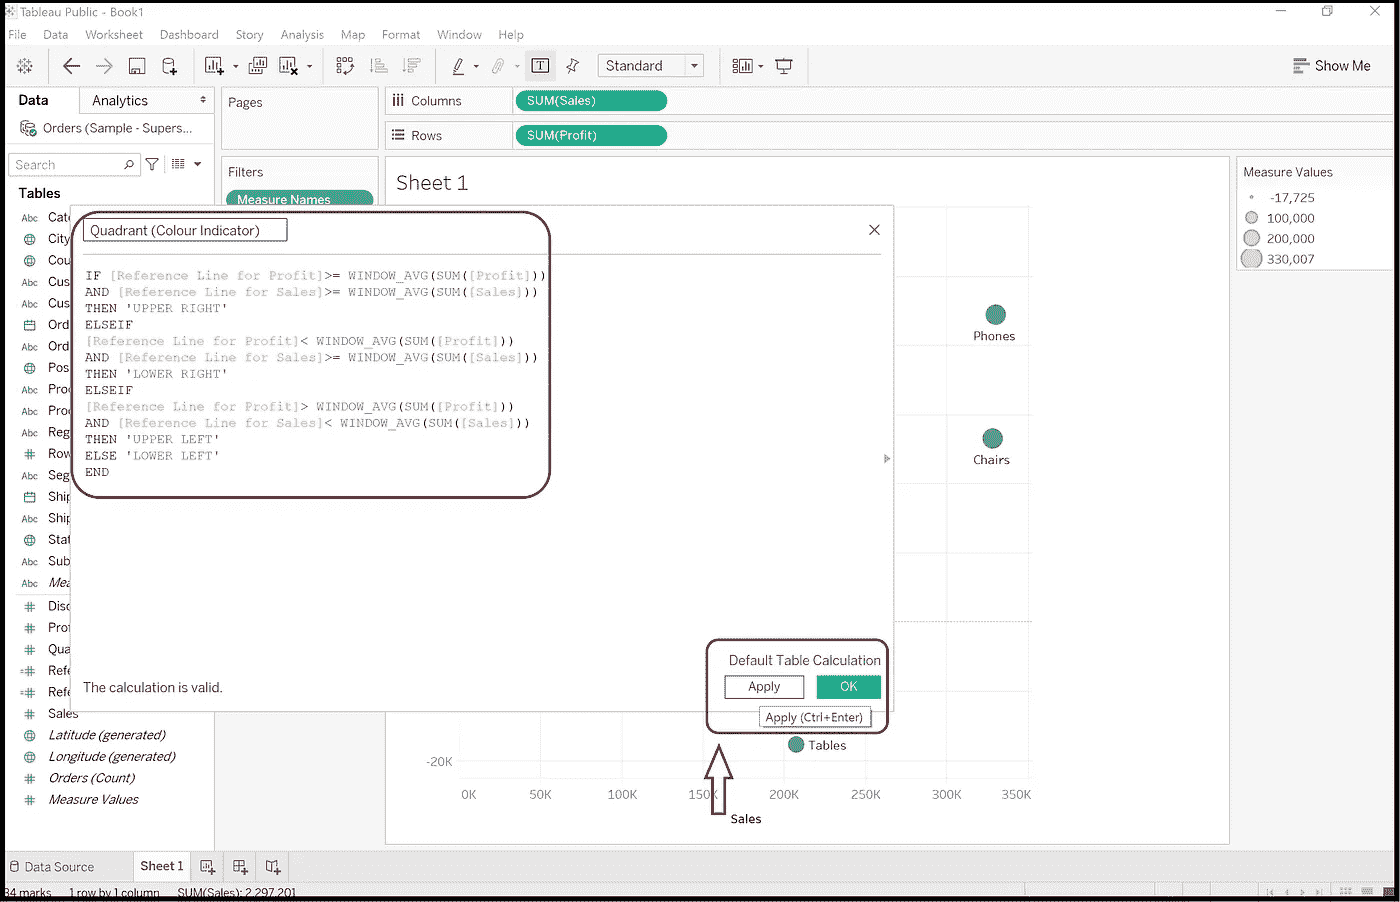 Tableau Public - Book1
File Data Worksheet Dashboard Story Analysis Map Format Window Help
Standard
Show Me
Data
Analytics
Orders (Sample - Supers...
Search
Tables
Abc Cate
City
Cou
Abc Cus
Abc Cus
Ord
Abc Ord
Pos
Abc Prod
Abc Prod
Abc Reg
# Row
Abc Seg
Ship
Abc Ship
Stat
Abc Sub
Abc Mea
# Disc
# Prof
# Qua
=# Refe
=# Refe
# Sales
Latitude (generated)
Longitude (generated)
# Orders (Count)
# Measure Values
Pages
Filters
Measure Names
Columns
SUM(Sales)
Rows
SUM(Profit)
Sheet 1
Quadrant (Colour Indicator)
IF [Reference Line for Profit]>= WINDOW_AVG(SUM([Profit]))
AND [Reference Line for Sales]>= WINDOW_AVG(SUM([Sales]))
THEN 'UPPER RIGHT'
ELSEIF
[Reference Line for Profit]< WINDOW_AVG(SUM([Profit]))
AND [Reference Line for Sales]>= WINDOW_AVG(SUM([Sales]))
THEN 'LOWER RIGHT'
ELSEIF
[Reference Line for Profit]> WINDOW_AVG(SUM([Profit]))
AND [Reference Line for Sales]< WINDOW_AVG(SUM([Sales]))
THEN 'UPPER LEFT'
ELSE 'LOWER LEFT'
END
The calculation is valid.
Default Table Calculation
Apply
OK
Apply (Ctrl+Enter)
Phones
Chairs
Tables
-20K
0K 50K 100K 150K 200K 250K 300K 350K
Sales
Measure Values
-17,725
100,000
200,000
330,007
Data Source
Sheet 1
34 marks 1 row by 1 column SUM(Sales): 2,297,201